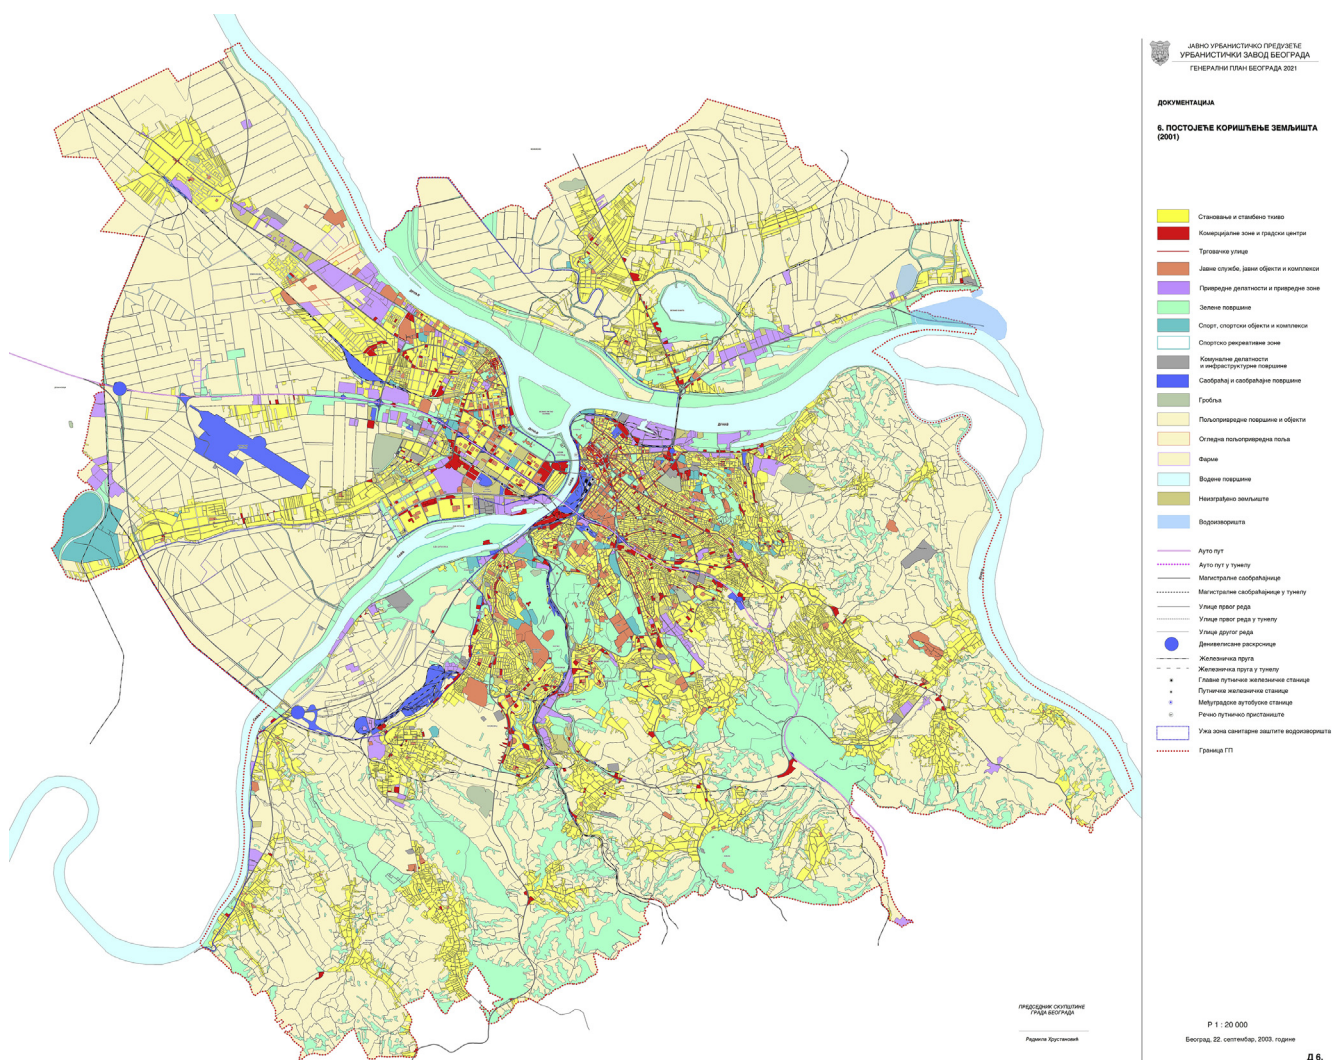 ЈАВНО УРБАНИСТИЧКО ПРЕДУЗЕЋЕ
УРБАНИСТИЧКИ ЗАВОД БЕОГРАДА
ГЕНЕРАЛНИ ПЛАН БЕОГРАДА 2021
ДОКУМЕНТАЦИЈА
6. ПОСТОЈЕЋЕ КОРИШЋЕЊЕ ЗЕМЉИШТА
(2001)
Становање и стамбено ткиво
Комерцијалне зоне и градски центри
Трговачке улице
Јавне службе, јавни објекти и комплекси
Привредне делатности и привредне зоне
Зелене површине
Спорт, спортски објекти и комплекси
Спортско рекреативне зоне
Комуналне делатности
и инфраструктурне површине
Саобраћај и саобраћајне површине
Гробља
Пољопривредне површине и објекти
Огледна пољопривредна поља
Фарме
Водене површине
Неизграђено земљиште
Водоизворишта
Ауто пут
Ауто пут у тунелу
Магистралне саобраћајнице
Магистралне саобраћајнице у тунелу
Улице првог реда
Улице првог реда у тунелу
Улице другог реда
Денивелисане раскрснице
Железничка пруга
Железничка пруга у тунелу
Главне путничке железничке станице
Путничке железничке станице
Међуградске аутобуске станице
Речно путничко пристаниште
Ужа зона санитарне заштите водоизворишта
Граница ГП
ПРЕДСЕДНИК СКУПШТИНЕ
ГРАДА БЕОГРАДА
Радмила Хрустановић
Р 1 : 20 000
Београд, 22. септембар, 2003. године
Д 6.